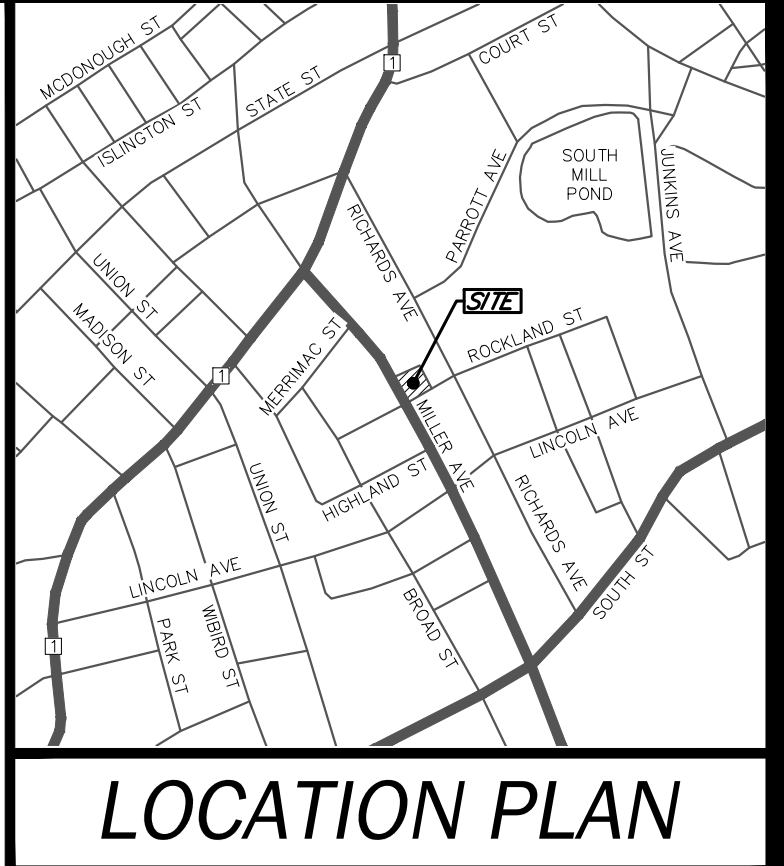 MCDONOUGH ST
1
COURT ST
STATE ST
ISLINGTON ST
SOUTH
MILL
POND
JUNKINS AVE
PARROTT AVE
RICHARDS AVE
UNION ST
MADISON ST
SITE
ROCKLAND ST
MERRIMAC ST
1
MILLER AVE
LINCOLN AVE
HIGHLAND ST
UNION ST
RICHARDS AVE
SOUTH ST
LINCOLN AVE
BROAD ST
WIBIRD ST
PARK ST
1
LOCATION PLAN